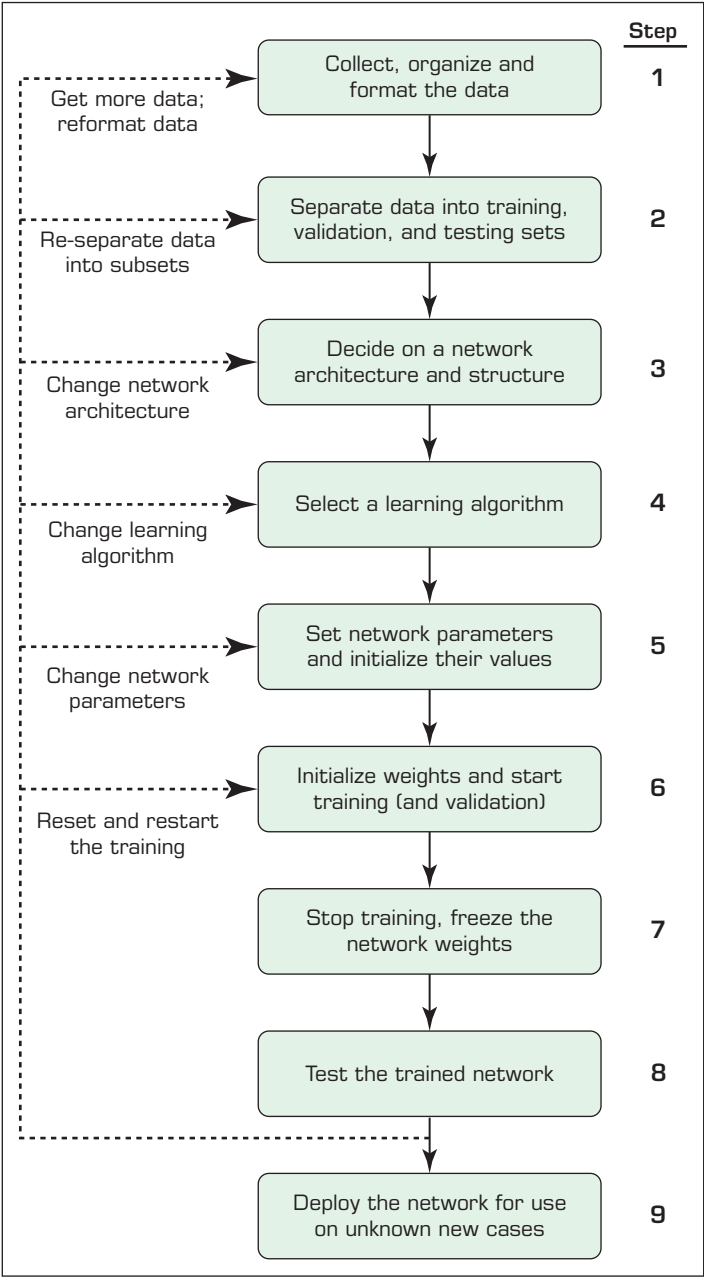 Step
Collect, organize and
format the data
1
Get more data;
reformat data
Separate data into training,
validation, and testing sets
2
Re-separate data
into subsets
Decide on a network
architecture and structure
3
Change network
architecture
Select a learning algorithm
4
Change learning
algorithm
Set network parameters
and initialize their values
5
Change network
parameters
Initialize weights and start
training (and validation)
6
Reset and restart
the training
Stop training, freeze the
network weights
7
Test the trained network
8
Deploy the network for use
on unknown new cases
9